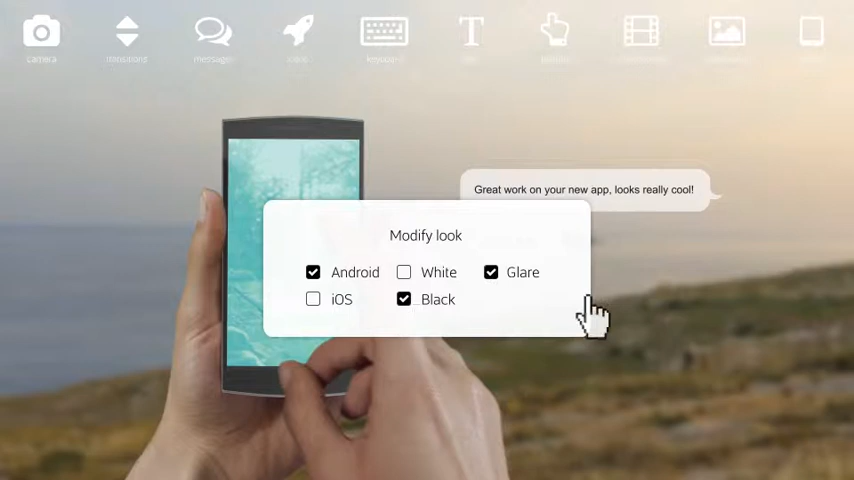 camera
transitions
messages
keyboard
Great work on your new app, looks really cool!
Modify look
Android
White
Glare
iOS
Black